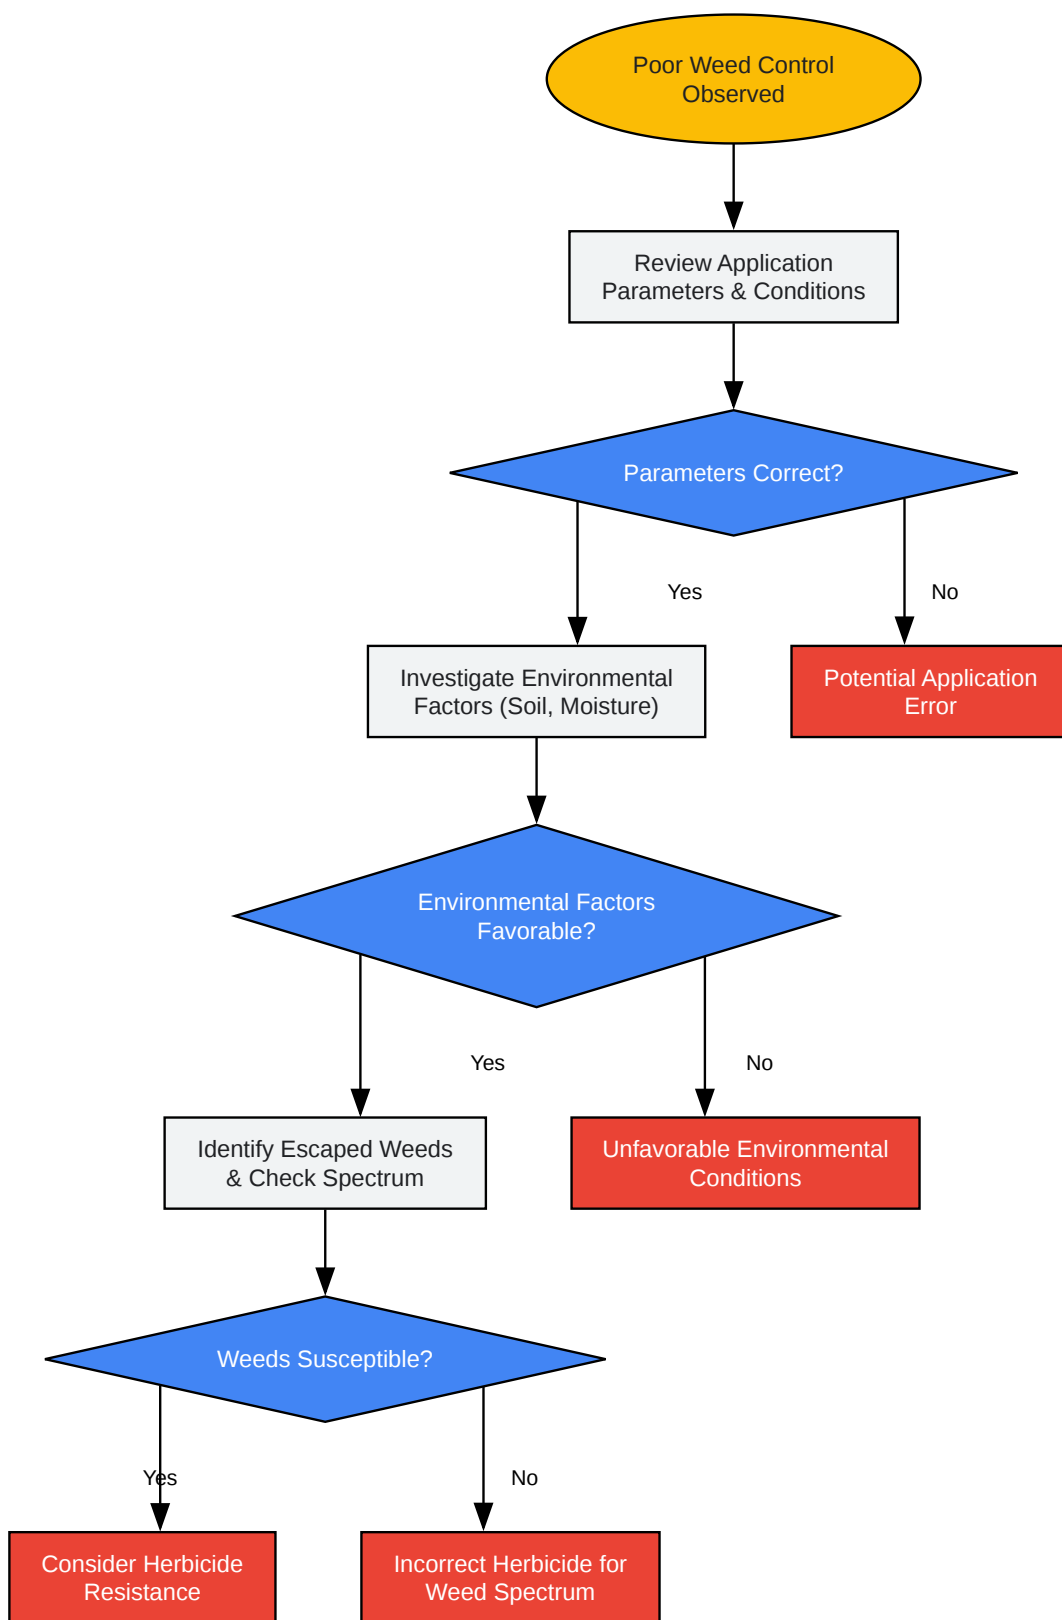 Poor Weed Control
Observed
Review Application
Parameters & Conditions
Parameters Correct?
Yes
No
Investigate Environmental
Factors (Soil, Moisture)
Potential Application
Error
Environmental Factors
Favorable?
Yes
No
Identify Escaped Weeds
& Check Spectrum
Unfavorable Environmental
Conditions
Weeds Susceptible?
Yes
No
Consider Herbicide
Resistance
Incorrect Herbicide for
Weed Spectrum